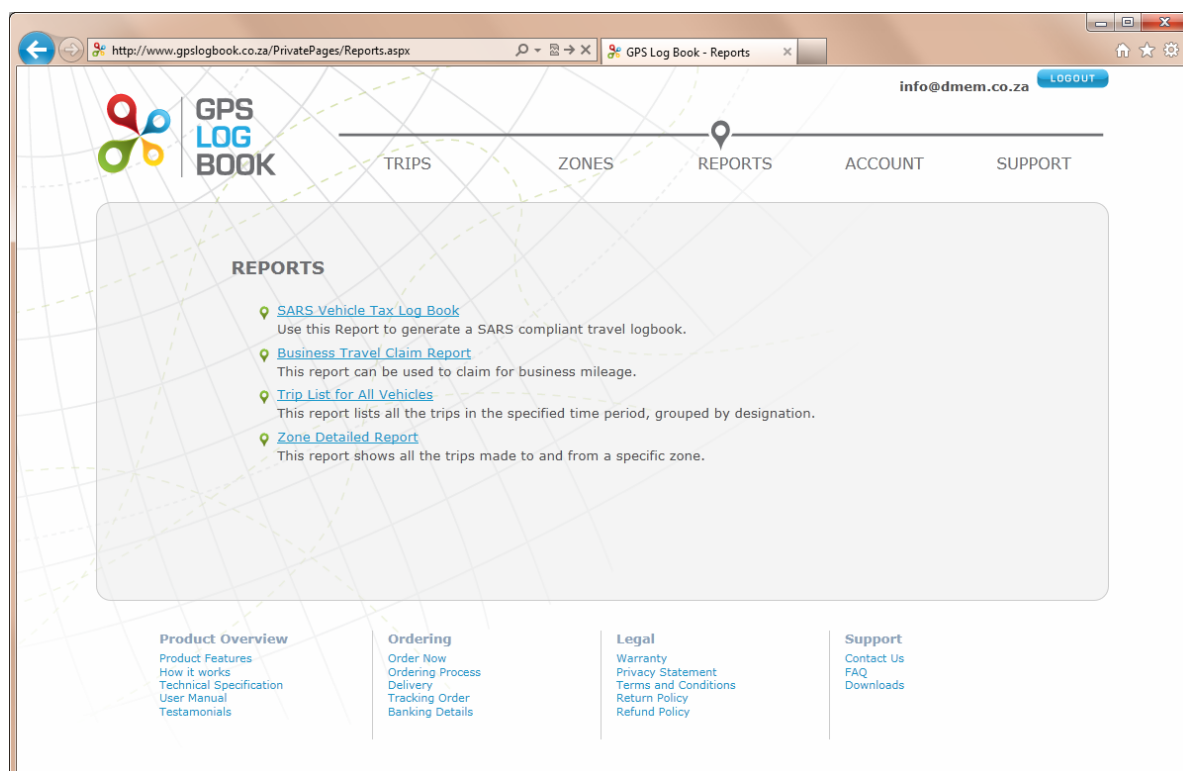 http://www.gpslogbook.co.za/PrivatePages/Reports.aspx
GPS Log Book - Reports
info@dmem.co.za
LOGOUT
GPS
LOG
BOOK
TRIPS
ZONES
REPORTS
ACCOUNT
SUPPORT
REPORTS
SARS Vehicle Tax Log Book
Use this Report to generate a SARS compliant travel logbook.
Business Travel Claim Report
This report can be used to claim for business mileage.
Trip List for All Vehicles
This report lists all the trips in the specified time period, grouped by designation.
Zone Detailed Report
This report shows all the trips made to and from a specific zone.
Product Overview
Product Features
How it works
Technical Specification
User Manual
Testamonials
Ordering
Order Now
Ordering Process
Delivery
Tracking Order
Banking Details
Legal
Warranty
Privacy Statement
Terms and Conditions
Return Policy
Refund Policy
Support
Contact Us
FAQ
Downloads